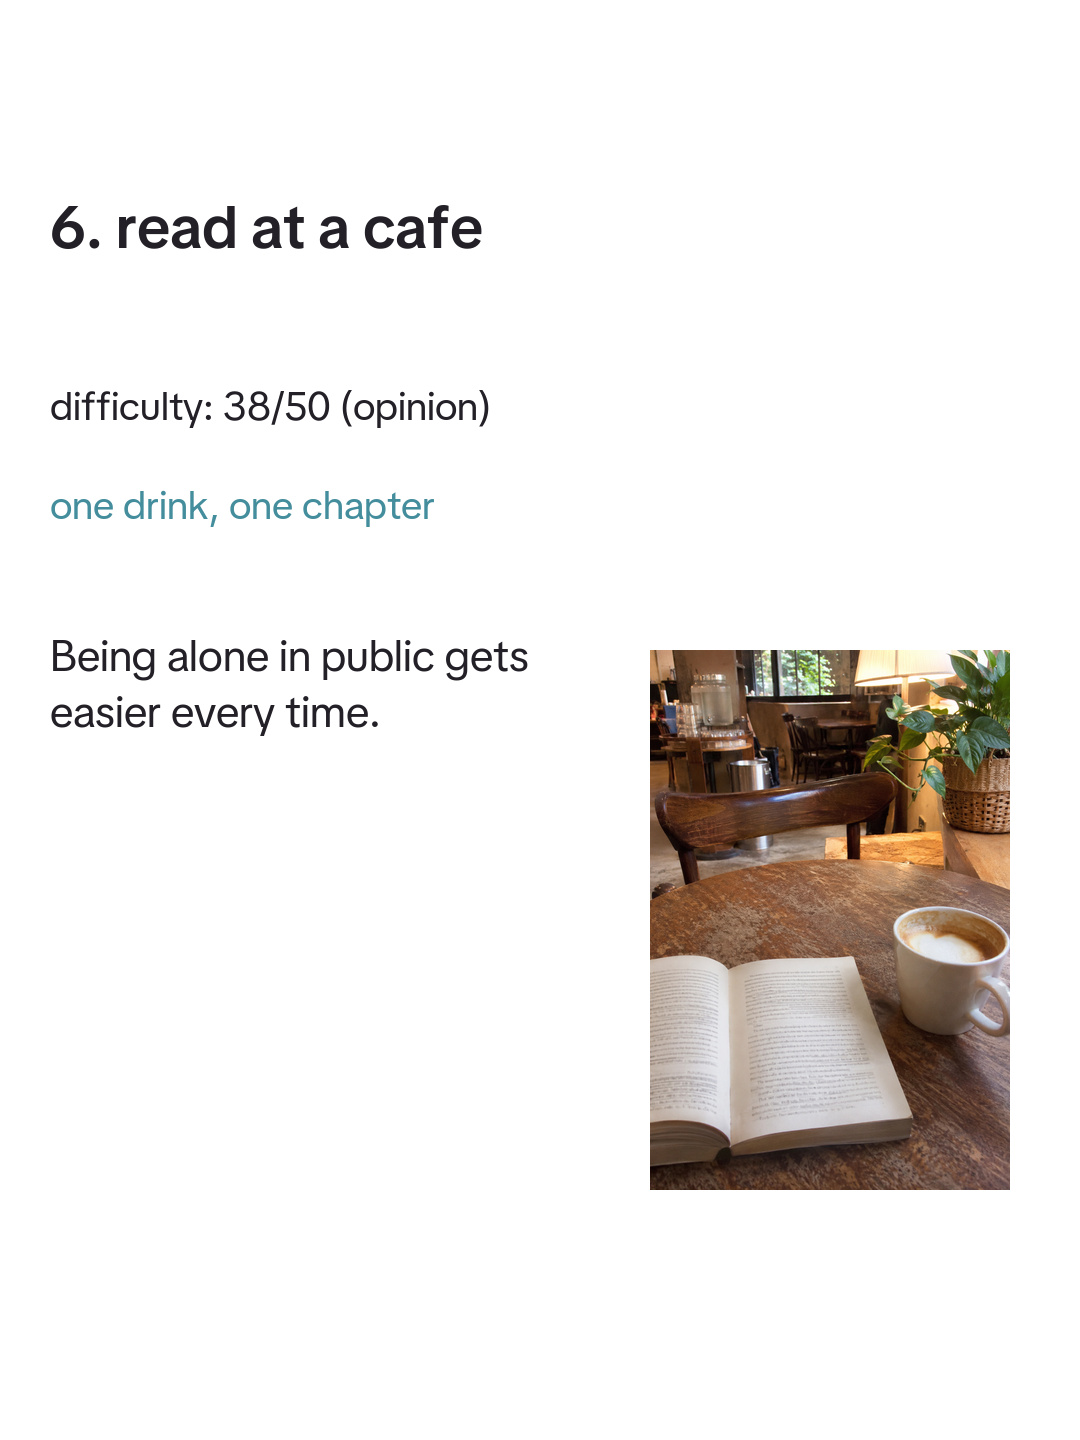 6. read at a cafe
difficulty: 38/50 (opinion)
one drink, one chapter
Being alone in public gets
easier every time.